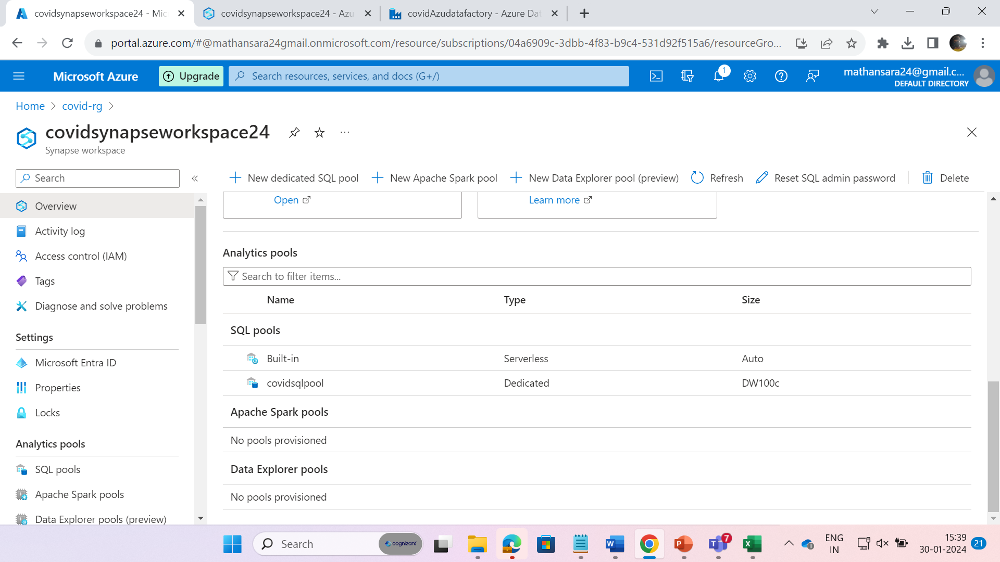 covidsynapseworkspace24 - Mic
covidsynapseworkspace24 - Azu
covidAzudatafactory - Azure Dat
portal.azure.com/#@mathansara24gmail.onmicrosoft.com/resource/subscriptions/04a6909c-3dbb-4f83-b9c4-531d92f515a6/resourceGro...
Microsoft Azure
Upgrade
Search resources, services, and docs (G+/)
1
mathansara24@gmail.c...
DEFAULT DIRECTORY
Home > covid-rg >
covidsynapseworkspace24
...
Synapse workspace
Search
«
New dedicated SQL pool
New Apache Spark pool
New Data Explorer pool (preview)
Refresh
Reset SQL admin password
Delete
Overview
Activity log
Access control (IAM)
Tags
Diagnose and solve problems
Settings
Microsoft Entra ID
Properties
Locks
Analytics pools
SQL pools
Apache Spark pools
Data Explorer pools (preview)
Open
Learn more
Analytics pools
Search to filter items...
Name Type Size
SQL pools
Built-in Serverless Auto
covidsqlpool Dedicated DW100c
Apache Spark pools
No pools provisioned
Data Explorer pools
No pools provisioned
Search
cognizant
7
ENG
IN
15:39
30-01-2024
21